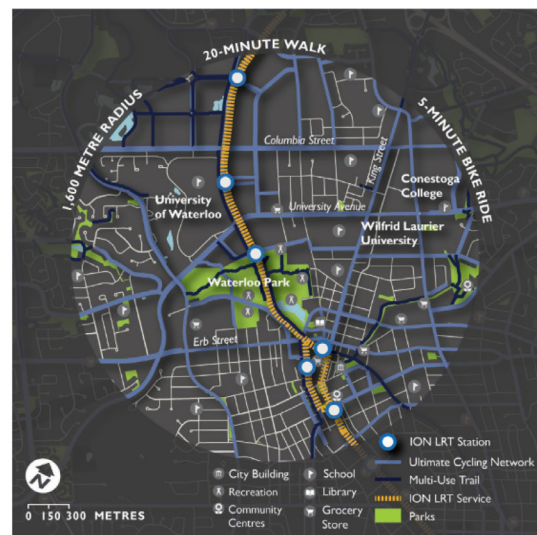 20-MINUTE WALK
1,600 METRE RADIUS
5-MINUTE BIKE RIDE
Columbia Street
King Street
Conestoga
College
University
of Waterloo
University Avenue
Wilfrid Laurier
University
Waterloo Park
Erb Street
ION LRT Station
Ultimate Cycling Network
Multi-Use Trail
ION LRT Service
Parks
City Building
School
Recreation
Library
Community
Centres
Grocery
Store
N
0 150 300 METRES